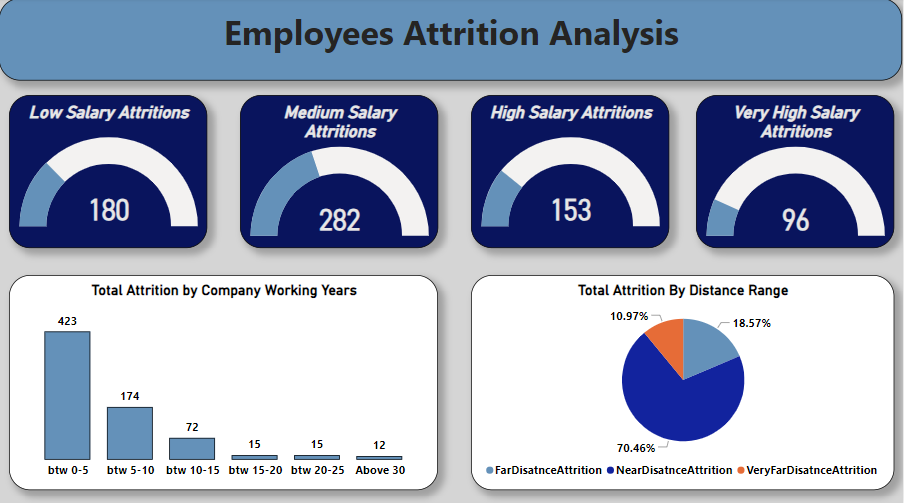 Employees Attrition Analysis
Low Salary Attritions
180
Medium Salary
Attritions
282
High Salary Attritions
153
Very High Salary
Attritions
96
Total Attrition by Company Working Years
423
174
72
15
15
12
btw 0-5
btw 5-10
btw 10-15
btw 15-20
btw 20-25
Above 30
Total Attrition By Distance Range
10.97%
18.57%
70.46%
FarDisatnceAttrition
NearDisatnceAttrition
VeryFarDisatnceAttrition